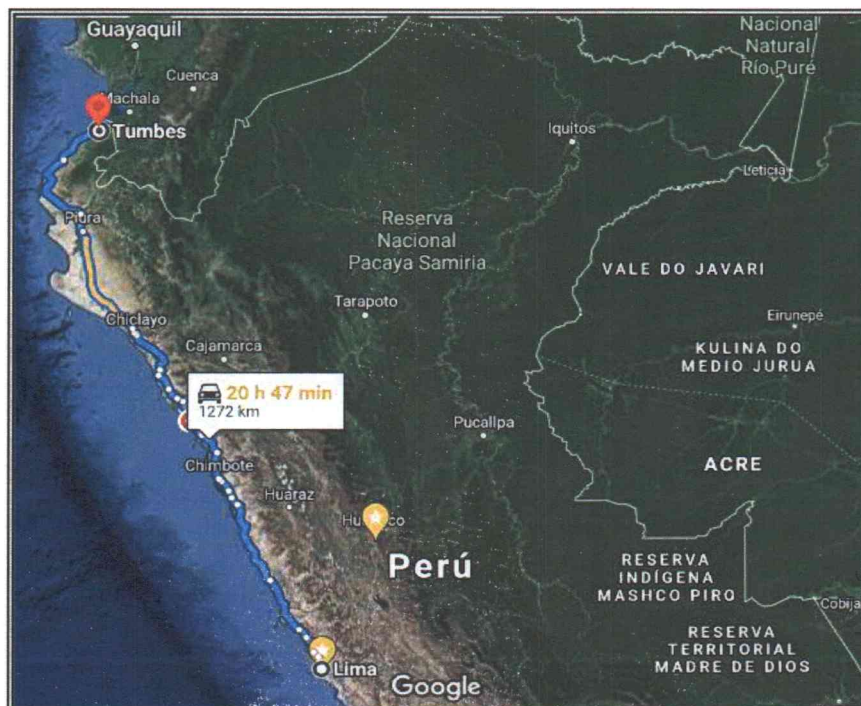 Guayaquil
Nacional
Natural
Río Puré
Cuenca
Machala
Tumbes
Iquitos
Leticia
Piura
Reserva
Nacional
Pacaya Samiria
VALE DO JAVARI
Tarapoto
Chiclayo
Eirunepé
Cajamarca
KULINA DO
MEDIO JURUA
20 h 47 min
1272 km
Pucallpa
Chimbote
ACRE
Huaraz
Perú
RESERVA
INDÍGENA
MASHCO PIRO
Cobija
RESERVA
TERRITORIAL
MADRE DE DIOS
Lima
Google